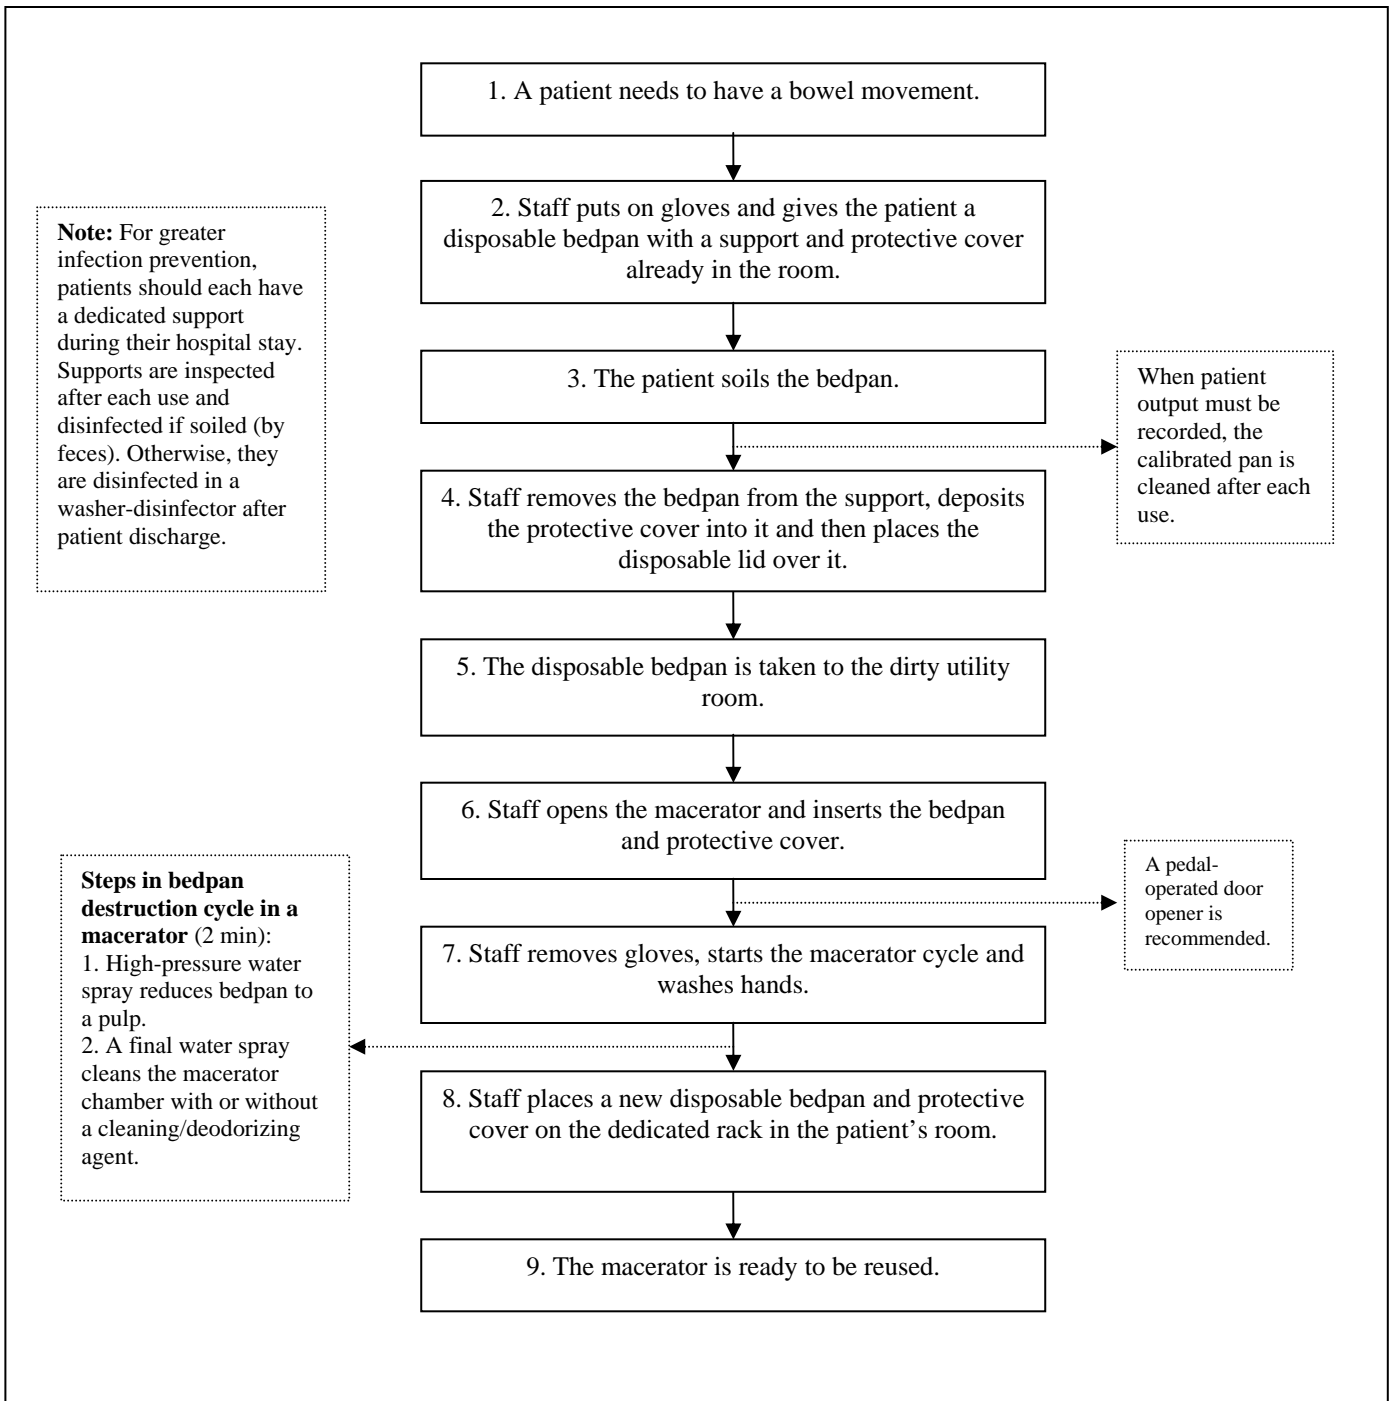 1. A patient needs to have a bowel movement.
2. Staff puts on gloves and gives the patient a
disposable bedpan with a support and protective cover
already in the room.
Note: For greater
infection prevention,
patients should each have
a dedicated support
during their hospital stay.
Supports are inspected
after each use and
disinfected if soiled (by
feces). Otherwise, they
are disinfected in a
washer-disinfector after
patient discharge.
3. The patient soils the bedpan.
When patient
output must be
recorded, the
calibrated pan is
cleaned after each
use.
4. Staff removes the bedpan from the support, deposits
the protective cover into it and then places the
disposable lid over it.
5. The disposable bedpan is taken to the dirty utility
room.
6. Staff opens the macerator and inserts the bedpan
and protective cover.
A pedal-
operated door
opener is
recommended.
7. Staff removes gloves, starts the macerator cycle and
washes hands.
Steps in bedpan
destruction cycle in a
macerator (2 min):
1. High-pressure water
spray reduces bedpan to
a pulp.
2. A final water spray
cleans the macerator
chamber with or without
a cleaning/deodorizing
agent.
8. Staff places a new disposable bedpan and protective
cover on the dedicated rack in the patient's room.
9. The macerator is ready to be reused.